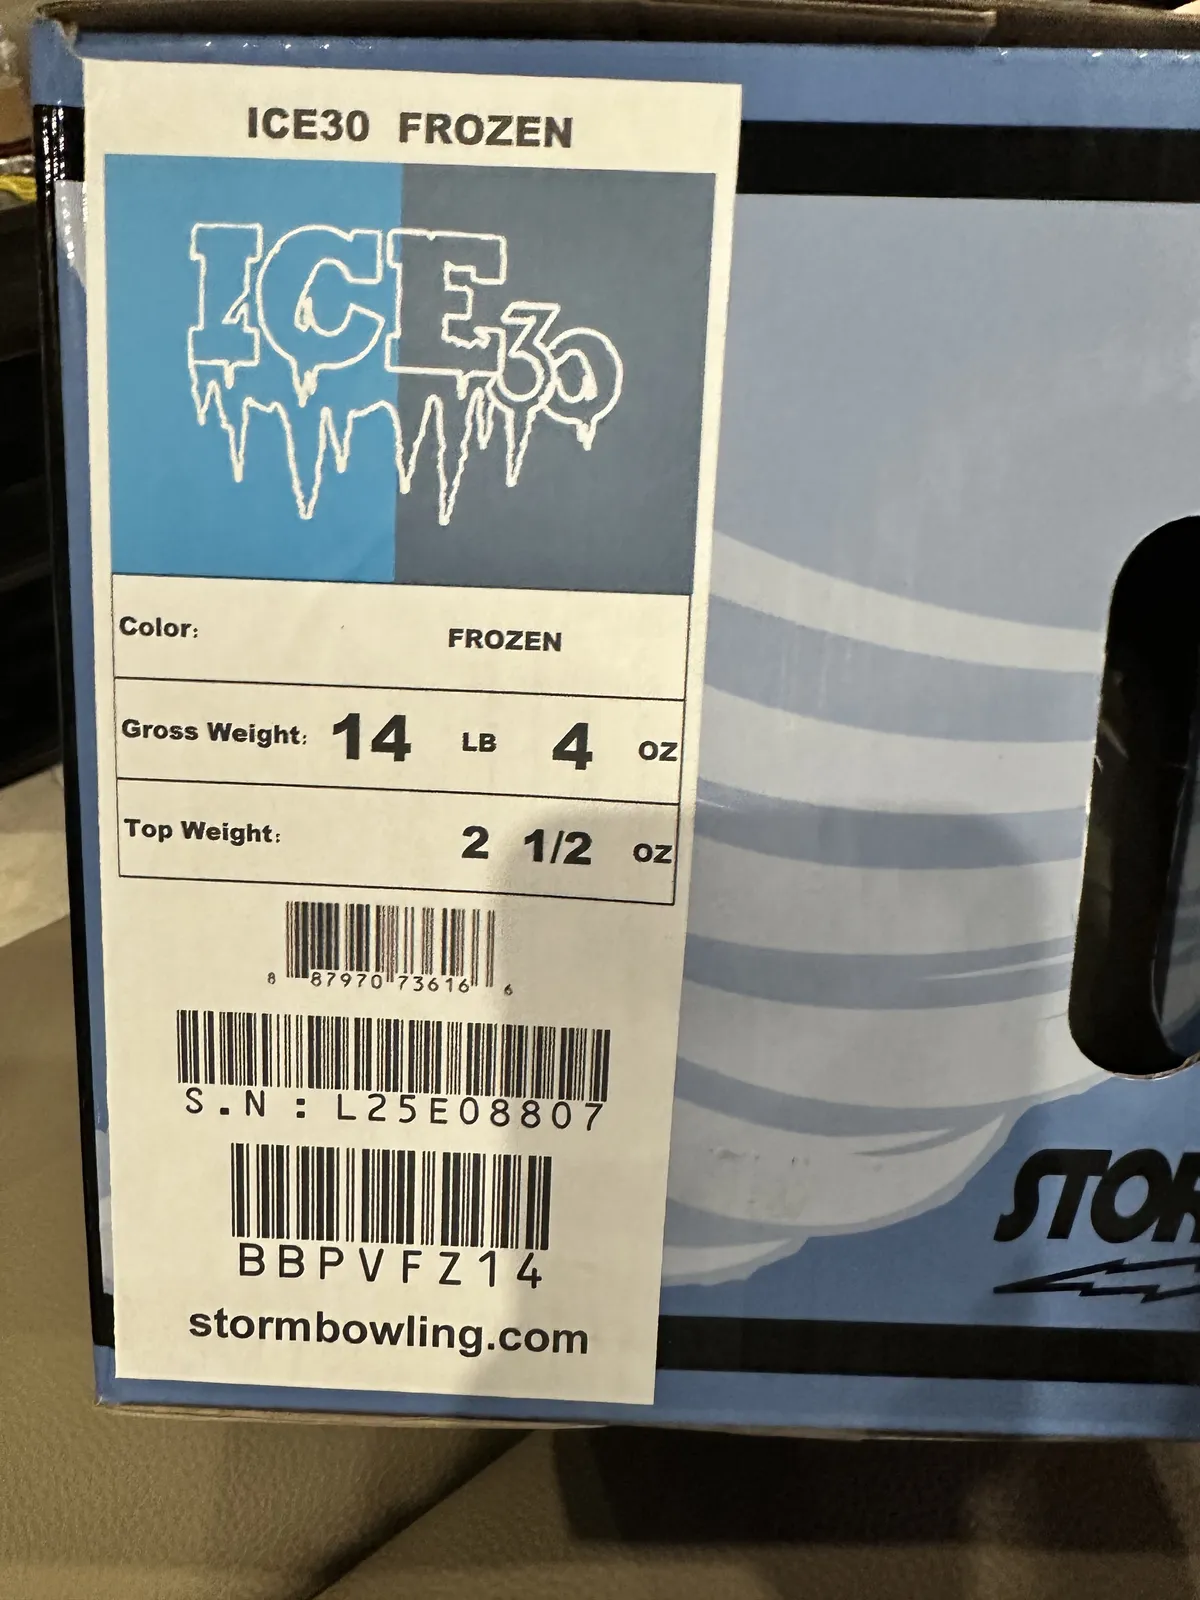 ICE30 FROZEN
ICE30
Color: FROZEN
Gross Weight: 14 LB 4 OZ
Top Weight: 2 1/2 OZ
8 87970 73616 6
S.N: L25E08807
BBPVFZ14
stormbowling.com
STOR